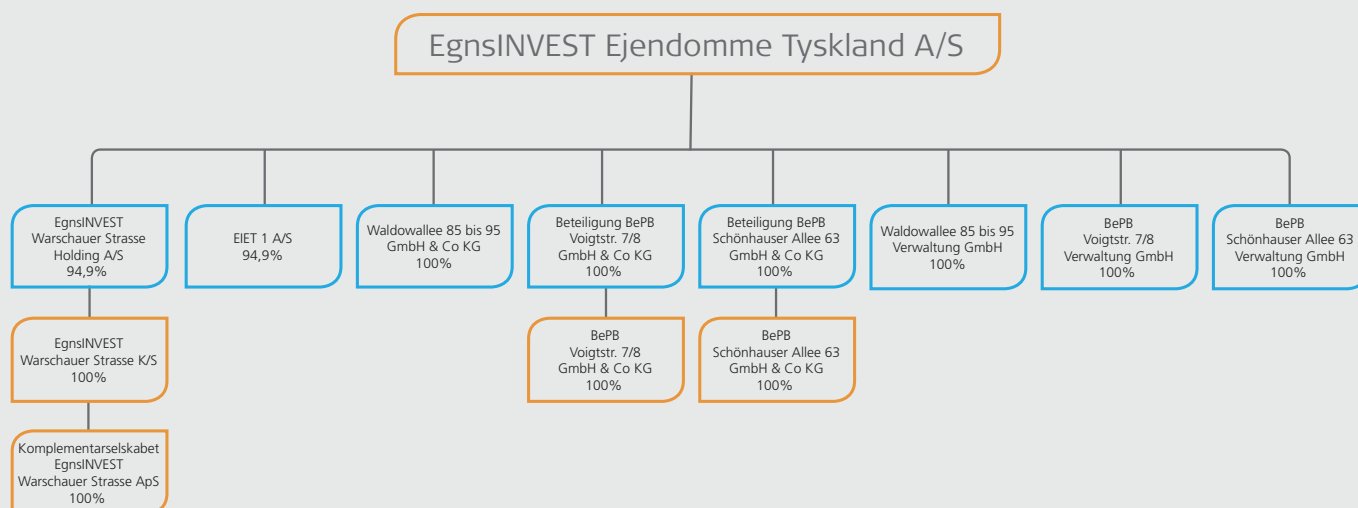 EgnsINVEST Ejendomme Tyskland A/S
EgnsINVEST
Warschauer Strasse
Holding A/S
94,9%
EIET 1 A/S
94,9%
Waldowallee 85 bis 95
GmbH & Co KG
100%
Beteiligung BePB
Voigtstr. 7/8
GmbH & Co KG
100%
Beteiligung BePB
Schönhauser Allee 63
GmbH & Co KG
100%
Waldowallee 85 bis 95
Verwaltung GmbH
100%
BePB
Voigtstr. 7/8
Verwaltung GmbH
100%
BePB
Schönhauser Allee 63
Verwaltung GmbH
100%
EgnsINVEST
Warschauer Strasse K/S
100%
BePB
Voigtstr. 7/8
GmbH & Co KG
100%
BePB
Schönhauser Allee 63
GmbH & Co KG
100%
Komplementarselskabet
EgnsINVEST
Warschauer Strasse ApS
100%